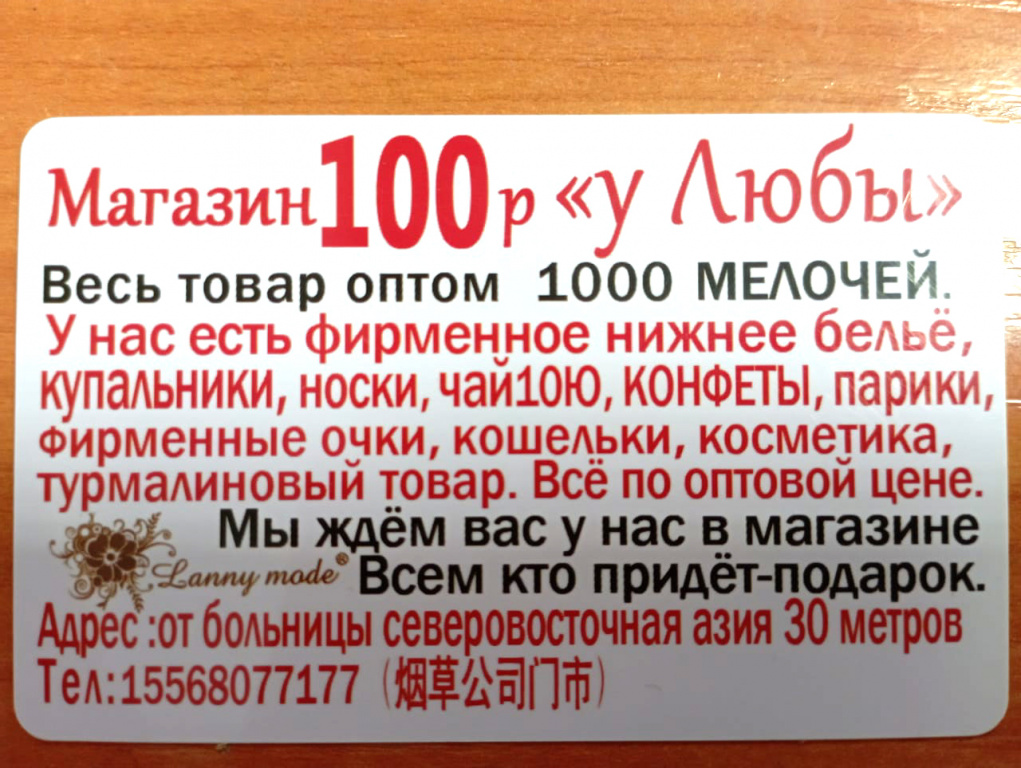 Магазин 100р «у Любы»
Весь товар оптом 1000 МЕЛОЧЕЙ.
У нас есть фирменное нижнее бельё,
купальники, носки, чай10Ю, КОНФЕТЫ, парики,
фирменные очки, кошельки, косметика,
турмалиновый товар. Всё по оптовой цене.
Мы ждём вас у нас в магазине
Lanny mode® Всем кто придёт-подарок.
Адрес :от больницы северовосточная азия 30 метров
Тел:15568077177 (烟草公司门市)